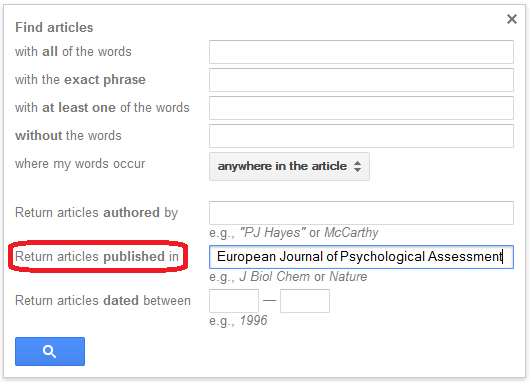 Find articles
with all of the words
with the exact phrase
with at least one of the words
without the words
where my words occur anywhere in the article
Return articles authored by
e.g., "PJ Hayes" or McCarthy
Return articles published in European Journal of Psychological Assessment
e.g., J Biol Chem or Nature
Return articles dated between —
e.g., 1996